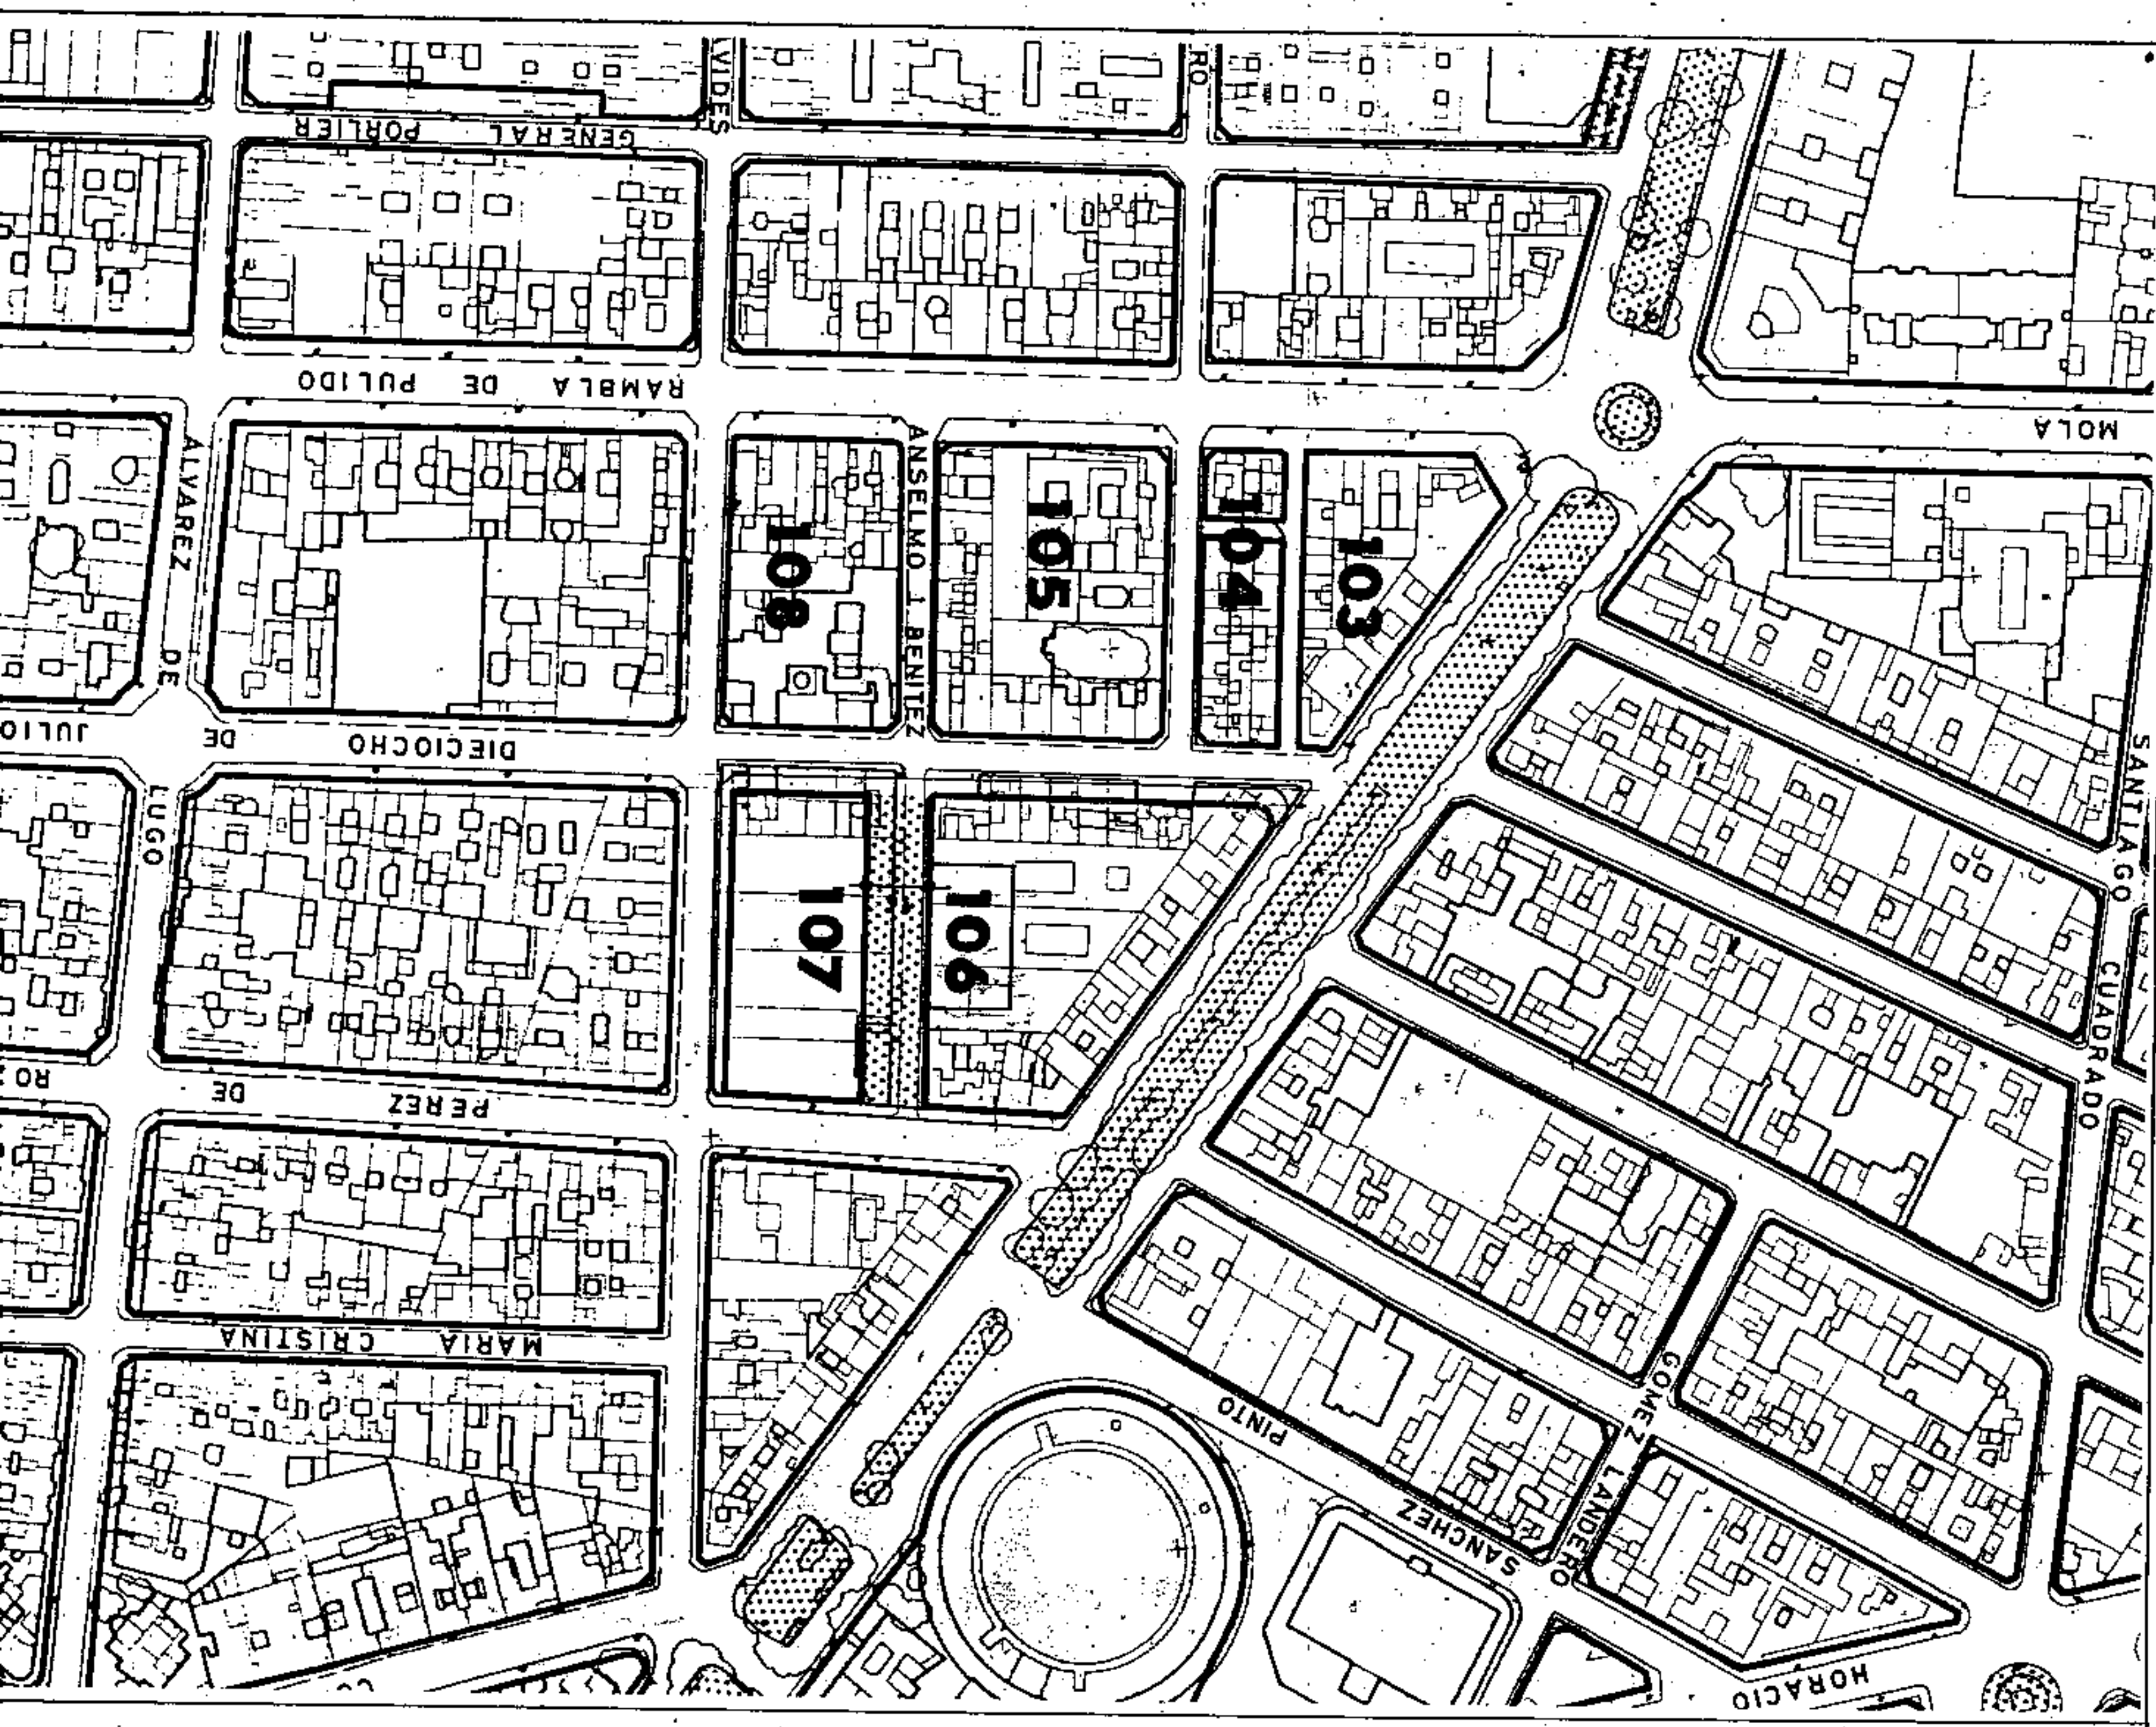 VIDES
RO
GENERAL PORLIER
RAMBLA DE PULIDO
MOLA
ALVAREZ DE LUGO
ANSELMO J BENITEZ
108
105
104
103
DIECIOCHO DE JULIO
SANTIAGO CUADRADO
107
106
PEREZ DE RO
MARIA CRISTINA
GOMEZ LANDERO
SANCHEZ PINTO
HORACIO